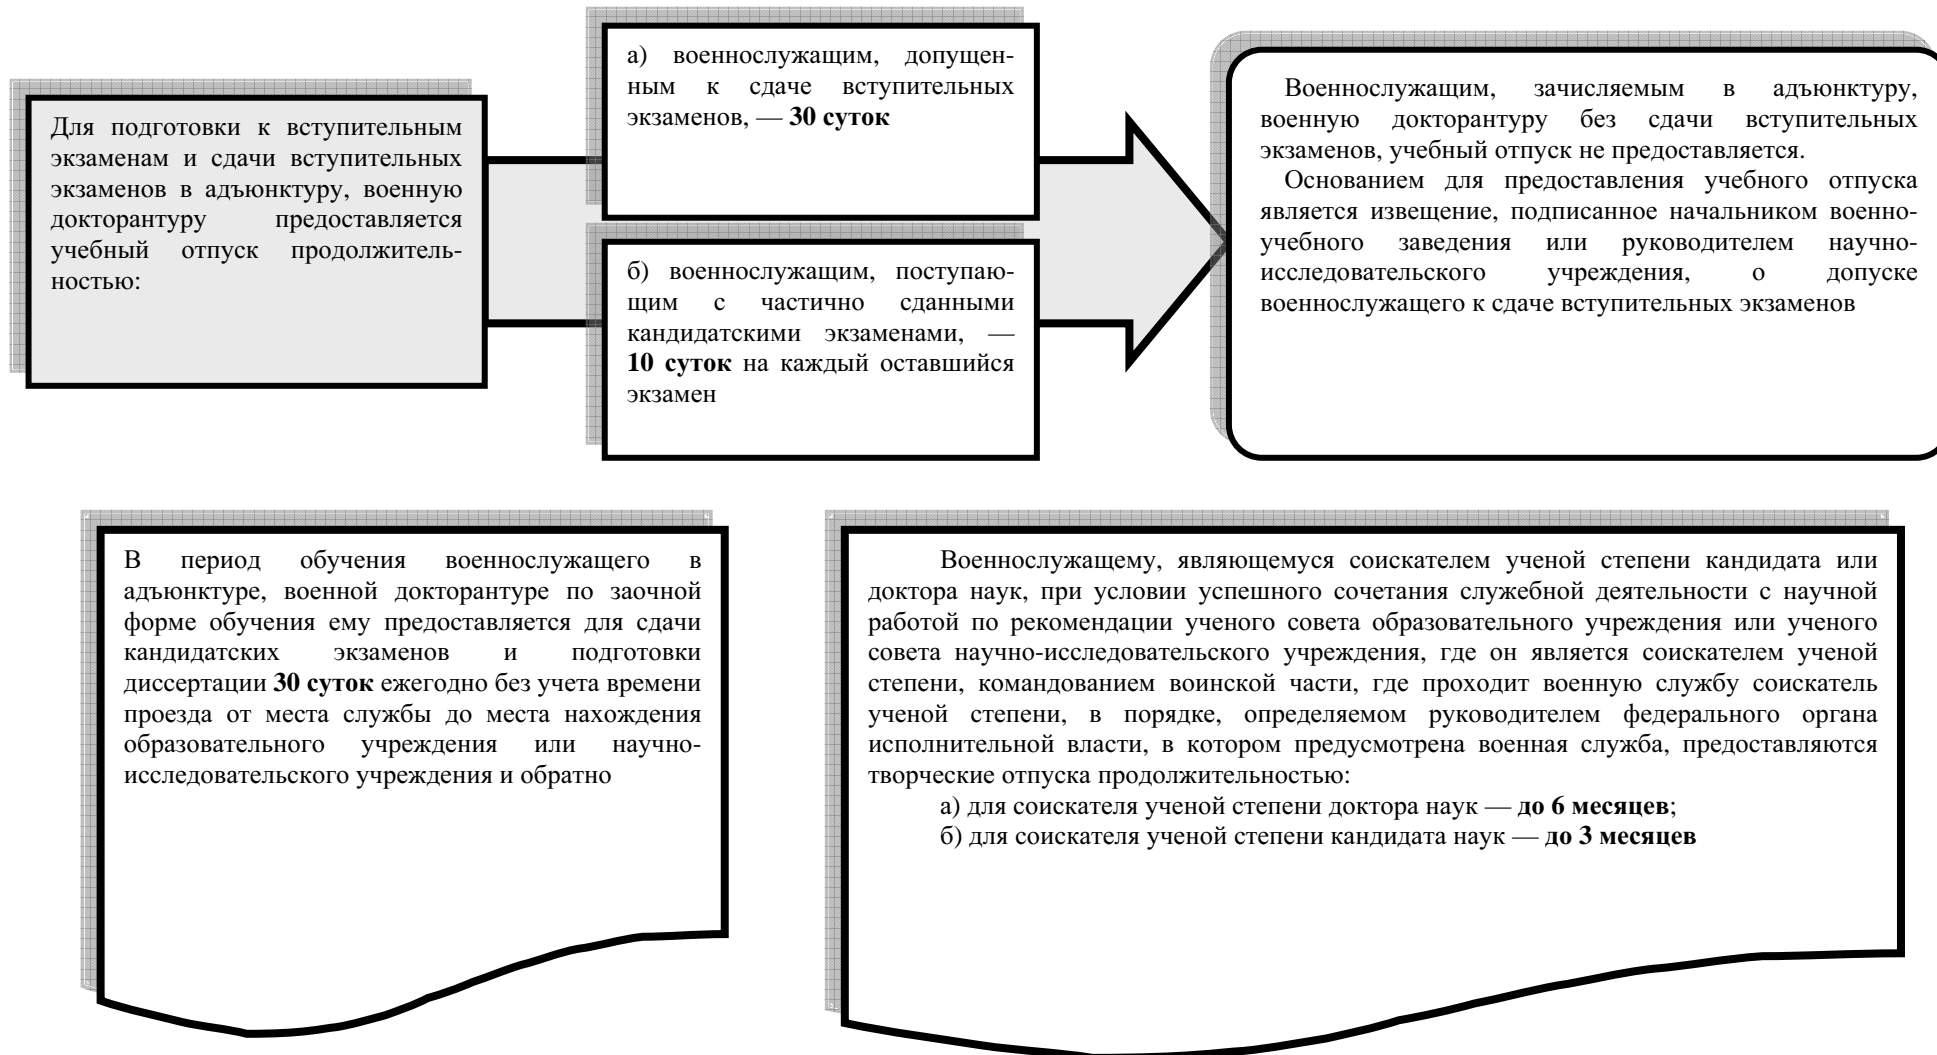 Для подготовки к вступительным
экзаменам и сдачи вступительных
экзаменов в адъюнктуру, военную
докторантуру предоставляется
учебный отпуск продолжитель-
ностью:
а) военнослужащим, допущен-
ным к сдаче вступительных
экзаменов, — 30 суток
б) военнослужащим, поступаю-
щим с частично сданными
кандидатскими экзаменами, —
10 суток на каждый оставшийся
экзамен
Военнослужащим, зачисляемым в адъюнктуру,
военную докторантуру без сдачи вступительных
экзаменов, учебный отпуск не предоставляется.
Основанием для предоставления учебного отпуска
является извещение, подписанное начальником военно-
учебного заведения или руководителем научно-
исследовательского учреждения, о допуске
военнослужащего к сдаче вступительных экзаменов
В период обучения военнослужащего в
адъюнктуре, военной докторантуре по заочной
форме обучения ему предоставляется для сдачи
кандидатских экзаменов и подготовки
диссертации 30 суток ежегодно без учета времени
проезда от места службы до места нахождения
образовательного учреждения или научно-
исследовательского учреждения и обратно
Военнослужащему, являющемуся соискателем ученой степени кандидата или
доктора наук, при условии успешного сочетания служебной деятельности с научной
работой по рекомендации ученого совета образовательного учреждения или ученого
совета научно-исследовательского учреждения, где он является соискателем ученой
степени, командованием воинской части, где проходит военную службу соискатель
ученой степени, в порядке, определяемом руководителем федерального органа
исполнительной власти, в котором предусмотрена военная служба, предоставляются
творческие отпуска продолжительностью:
а) для соискателя ученой степени доктора наук — до 6 месяцев;
б) для соискателя ученой степени кандидата наук — до 3 месяцев